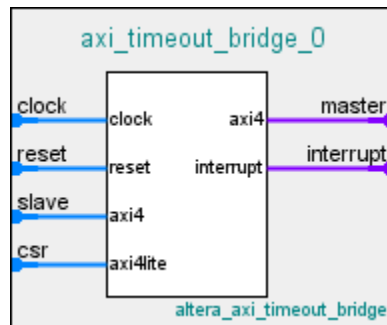 axi_timeout_bridge_0
clock
clock
axi4
master
reset
reset
interrupt
interrupt
slave
axi4
csr
axi4lite
altera_axi_timeout_bridge